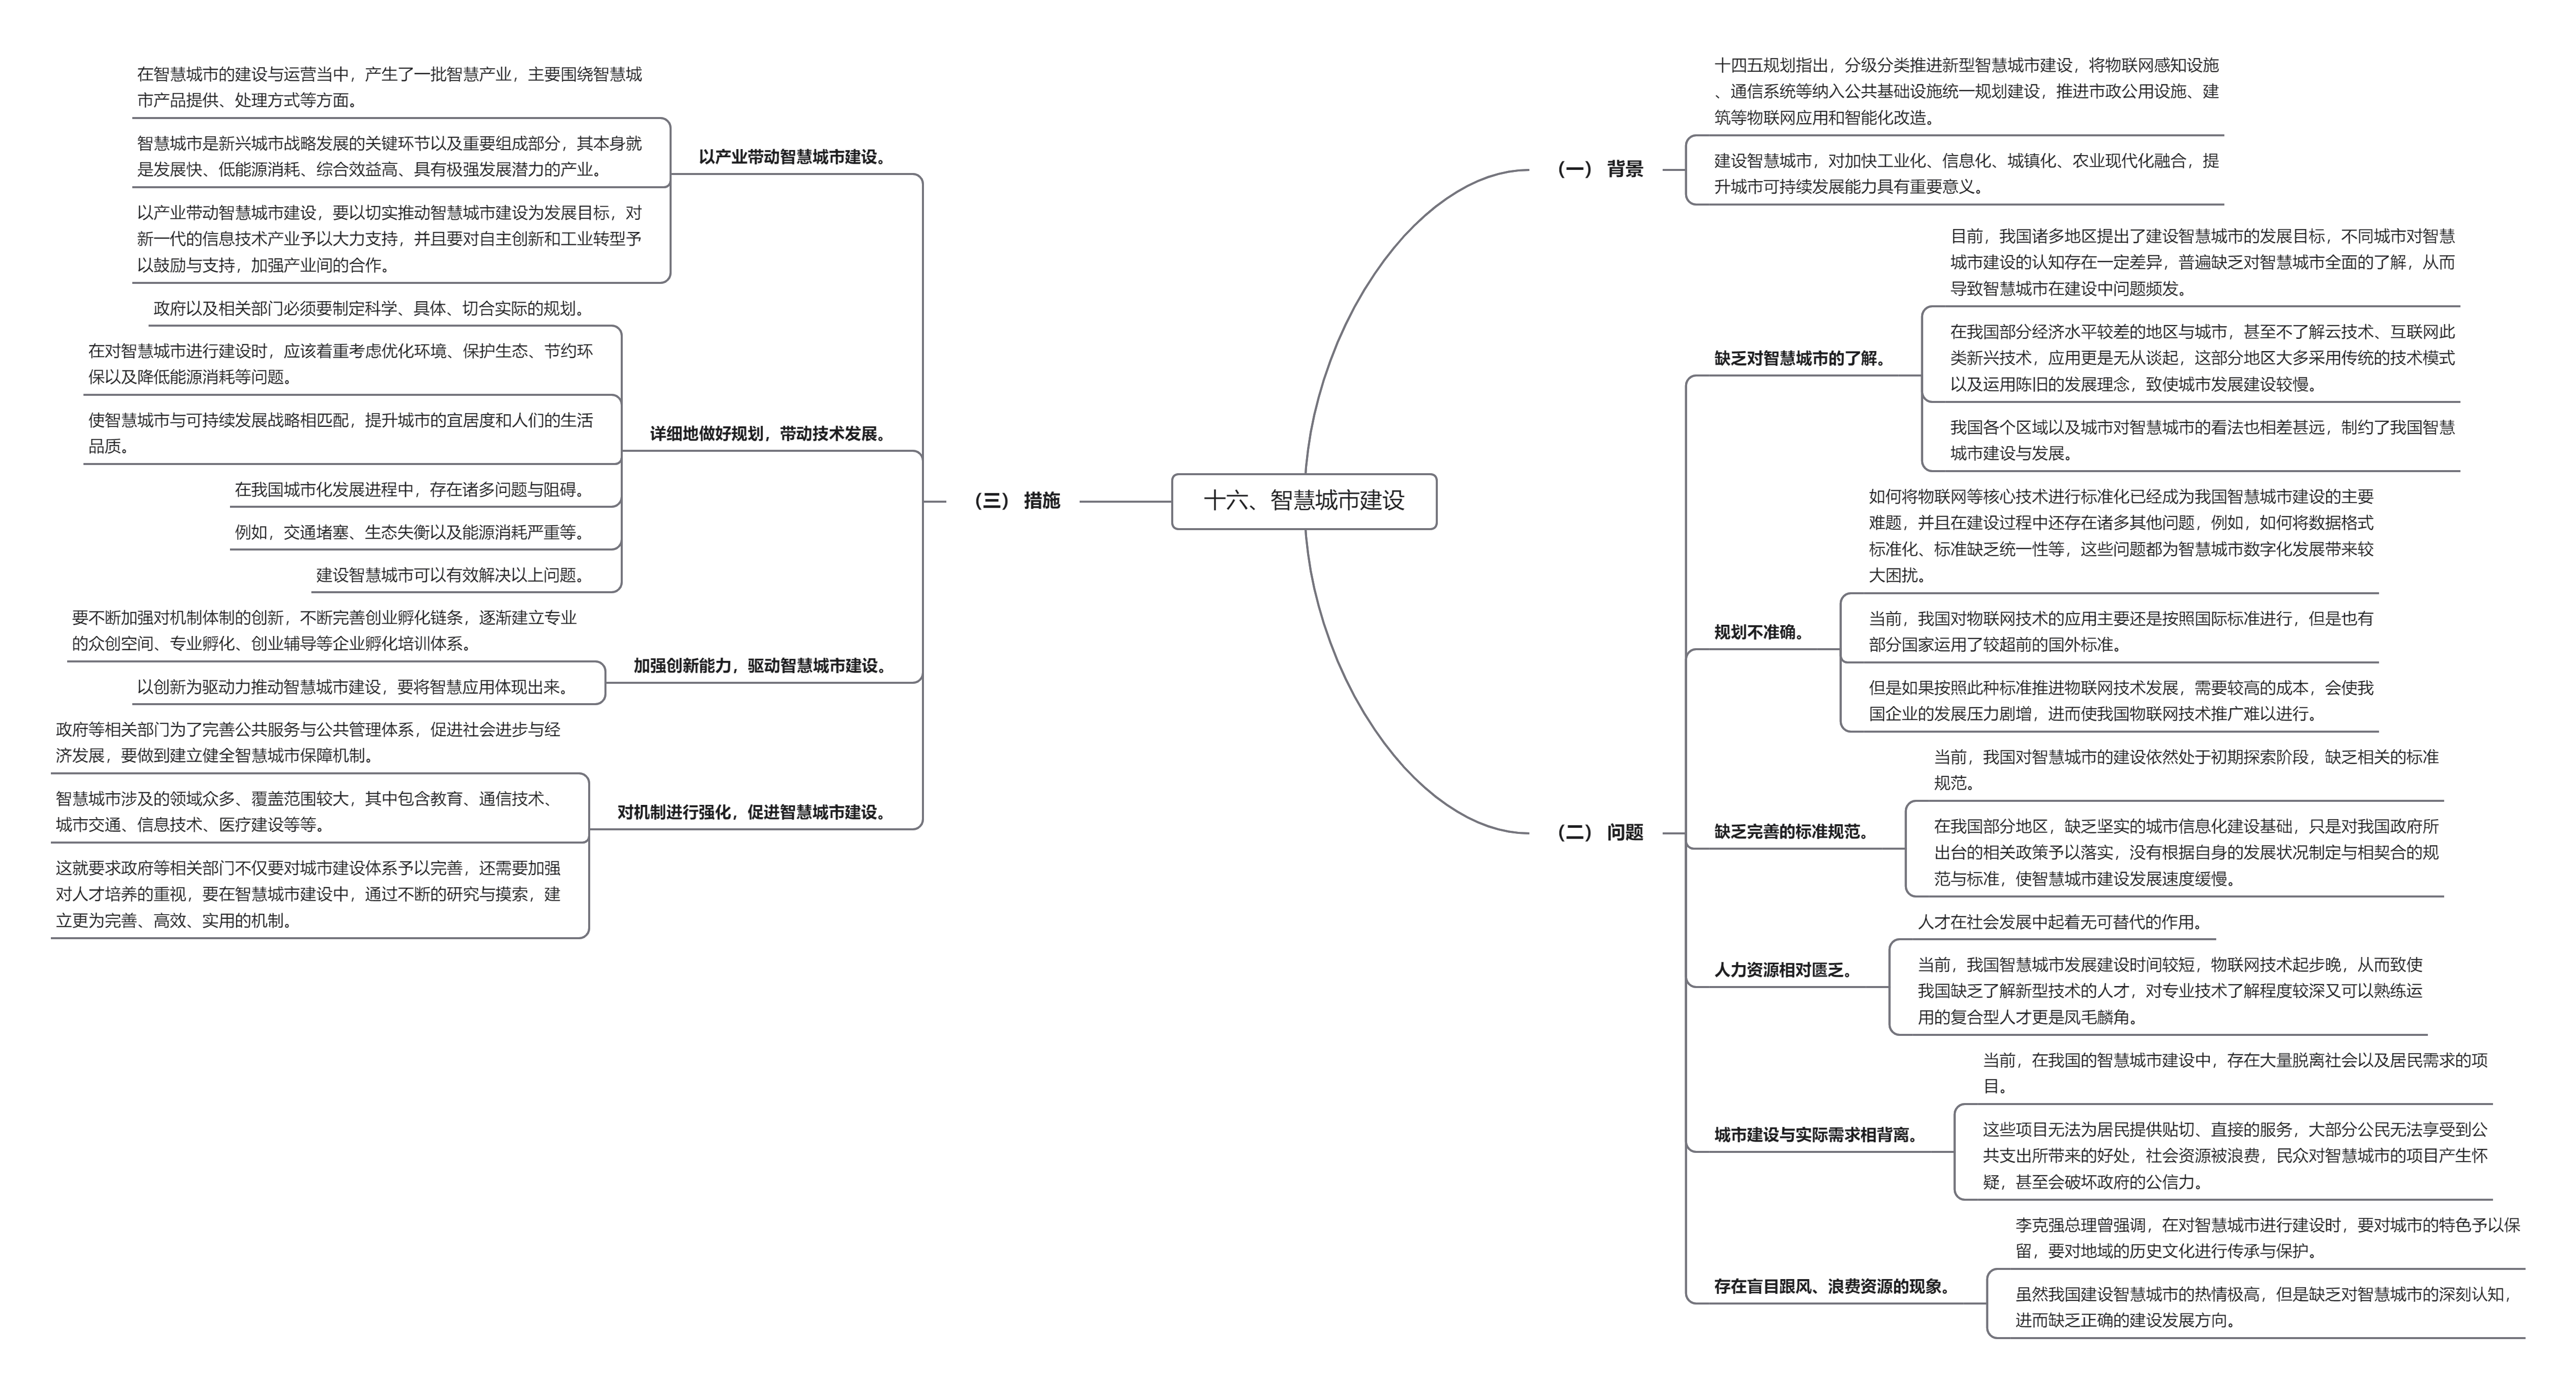 十六、智慧城市建设
（一） 背景
十四五规划指出，分级分类推进新型智慧城市建设，将物联网感知设施
、通信系统等纳入公共基础设施统一规划建设，推进市政公用设施、建
筑等物联网应用和智能化改造。
建设智慧城市，对加快工业化、信息化、城镇化、农业现代化融合，提
升城市可持续发展能力具有重要意义。
（二） 问题
缺乏对智慧城市的了解。
目前，我国诸多地区提出了建设智慧城市的发展目标，不同城市对智慧
城市建设的认知存在一定差异，普遍缺乏对智慧城市全面的了解，从而
导致智慧城市在建设中问题频发。
在我国部分经济水平较差的地区与城市，甚至不了解云技术、互联网此
类新兴技术，应用更是无从谈起，这部分地区大多采用传统的技术模式
以及运用陈旧的发展理念，致使城市发展建设较慢。
我国各个区域以及城市对智慧城市的看法也相差甚远，制约了我国智慧
城市建设与发展。
规划不准确。
如何将物联网等核心技术进行标准化已经成为我国智慧城市建设的主要
难题，并且在建设过程中还存在诸多其他问题，例如，如何将数据格式
标准化、标准缺乏统一性等，这些问题都为智慧城市数字化发展带来较
大困扰。
当前，我国对物联网技术的应用主要还是按照国际标准进行，但是也有
部分国家运用了较超前的国外标准。
但是如果按照此种标准推进物联网技术发展，需要较高的成本，会使我
国企业的发展压力剧增，进而使我国物联网技术推广难以进行。
缺乏完善的标准规范。
当前，我国对智慧城市的建设依然处于初期探索阶段，缺乏相关的标准
规范。
在我国部分地区，缺乏坚实的城市信息化建设基础，只是对我国政府所
出台的相关政策予以落实，没有根据自身的发展状况制定与相契合的规
范与标准，使智慧城市建设发展速度缓慢。
人力资源相对匮乏。
人才在社会发展中起着无可替代的作用。
当前，我国智慧城市发展建设时间较短，物联网技术起步晚，从而致使
我国缺乏了解新型技术的人才，对专业技术了解程度较深又可以熟练运
用的复合型人才更是凤毛麟角。
城市建设与实际需求相背离。
当前，在我国的智慧城市建设中，存在大量脱离社会以及居民需求的项
目。
这些项目无法为居民提供贴切、直接的服务，大部分公民无法享受到公
共支出所带来的好处，社会资源被浪费，民众对智慧城市的项目产生怀
疑，甚至会破坏政府的公信力。
存在盲目跟风、浪费资源的现象。
李克强总理曾强调，在对智慧城市进行建设时，要对城市的特色予以保
留，要对地域的历史文化进行传承与保护。
虽然我国建设智慧城市的热情极高，但是缺乏对智慧城市的深刻认知，
进而缺乏正确的建设发展方向。
（三） 措施
以产业带动智慧城市建设。
在智慧城市的建设与运营当中，产生了一批智慧产业，主要围绕智慧城
市产品提供、处理方式等方面。
智慧城市是新兴城市战略发展的关键环节以及重要组成部分，其本身就
是发展快、低能源消耗、综合效益高、具有极强发展潜力的产业。
以产业带动智慧城市建设，要以切实推动智慧城市建设为发展目标，对
新一代的信息技术产业予以大力支持，并且要对自主创新和工业转型予
以鼓励与支持，加强产业间的合作。
详细地做好规划，带动技术发展。
政府以及相关部门必须要制定科学、具体、切合实际的规划。
在对智慧城市进行建设时，应该着重考虑优化环境、保护生态、节约环
保以及降低能源消耗等问题。
使智慧城市与可持续发展战略相匹配，提升城市的宜居度和人们的生活
品质。
在我国城市化发展进程中，存在诸多问题与阻碍。
例如，交通堵塞、生态失衡以及能源消耗严重等。
建设智慧城市可以有效解决以上问题。
加强创新能力，驱动智慧城市建设。
要不断加强对机制体制的创新，不断完善创业孵化链条，逐渐建立专业
的众创空间、专业孵化、创业辅导等企业孵化培训体系。
以创新为驱动力推动智慧城市建设，要将智慧应用体现出来。
对机制进行强化，促进智慧城市建设。
政府等相关部门为了完善公共服务与公共管理体系，促进社会进步与经
济发展，要做到建立健全智慧城市保障机制。
智慧城市涉及的领域众多、覆盖范围较大，其中包含教育、通信技术、
城市交通、信息技术、医疗建设等等。
这就要求政府等相关部门不仅要对城市建设体系予以完善，还需要加强
对人才培养的重视，要在智慧城市建设中，通过不断的研究与摸索，建
立更为完善、高效、实用的机制。